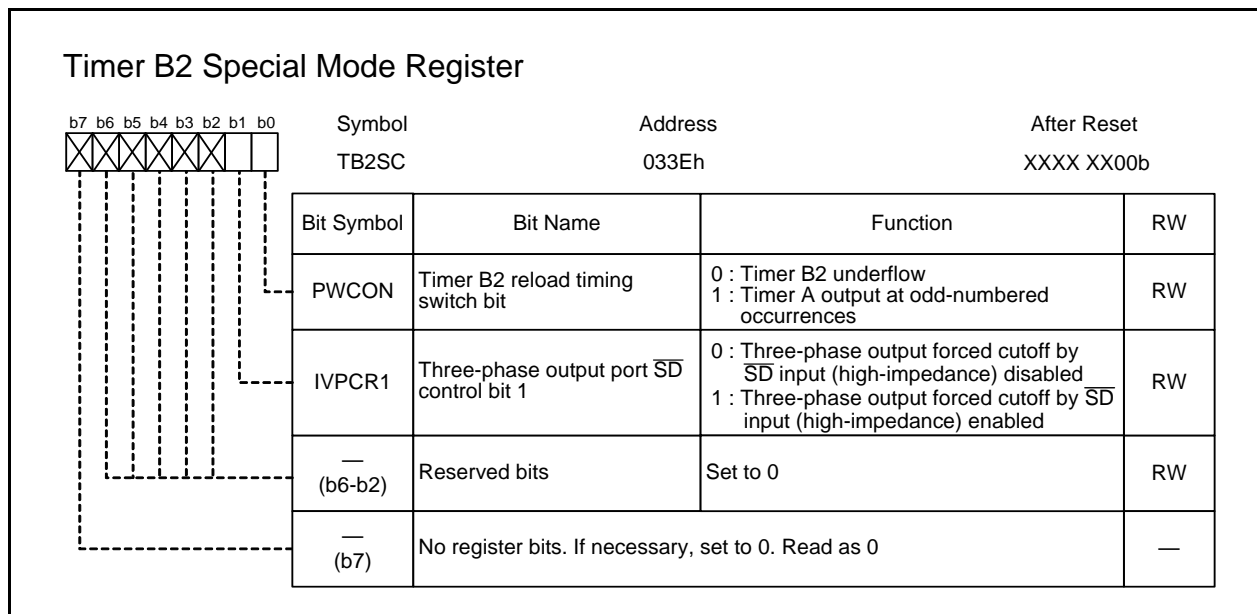 Timer B2 Special Mode Register
b7 b6 b5 b4 b3 b2 b1 b0
Symbol Address After Reset
TB2SC 033Eh XXXX XX00b
Bit Symbol Bit Name Function RW
PWCON
Timer B2 reload timing
switch bit
0 : Timer B2 underflow
1 : Timer A output at odd-numbered
occurrences
RW
IVPCR1
Three-phase output port S̅D̅
control bit 1
0 : Three-phase output forced cutoff by
S̅D̅ input (high-impedance) disabled
1 : Three-phase output forced cutoff by S̅D̅
input (high-impedance) enabled
RW
—
(b6-b2)
Reserved bits
Set to 0
RW
—
(b7)
No register bits. If necessary, set to 0. Read as 0
—